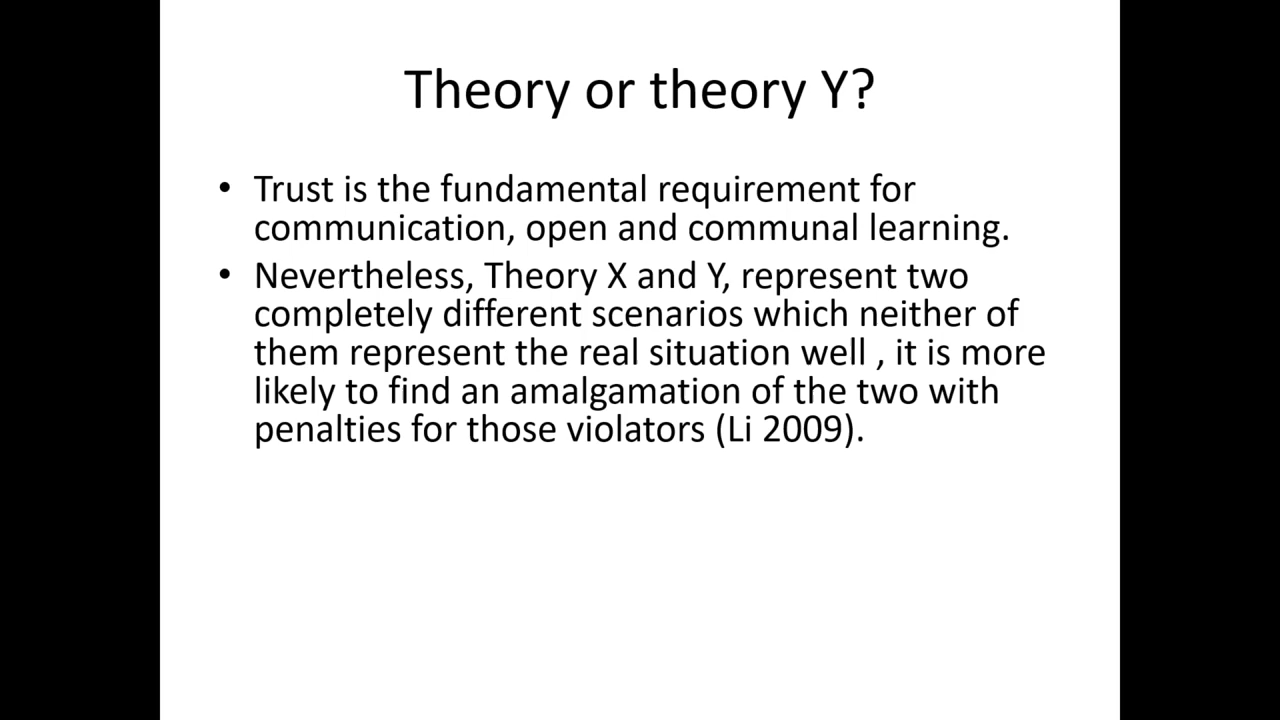 Theory or theory Y?
• Trust is the fundamental requirement for
communication, open and communal learning.
• Nevertheless, Theory X and Y, represent two
completely different scenarios which neither of
them represent the real situation well , it is more
likely to find an amalgamation of the two with
penalties for those violators (Li 2009).